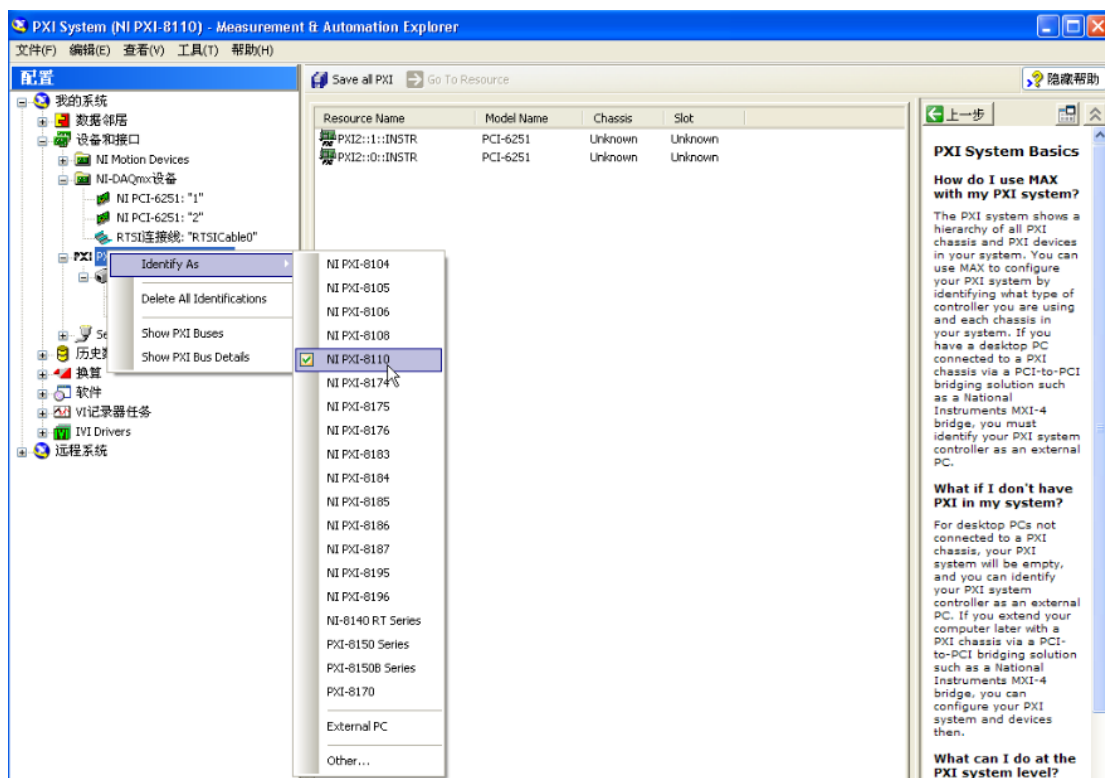 PXI System (NI PXI-8110) - Measurement & Automation Explorer
文件(F) 编辑(E) 查看(V) 工具(T) 帮助(H)
配置
我的系统
数据邻居
设备和接口
NI Motion Devices
NI-DAQmx设备
NI PCI-6251: "1"
NI PCI-6251: "2"
RTSI连接线: "RTSICable0"
PXI
Se
换算
软件
VI记录器任务
IVI Drivers
远程系统
Identify As
Delete All Identifications
Show PXI Buses
Show PXI Bus Details
NI PXI-8104
NI PXI-8105
NI PXI-8106
NI PXI-8108
NI PXI-8110
NI PXI-8174
NI PXI-8175
NI PXI-8176
NI PXI-8183
NI PXI-8184
NI PXI-8185
NI PXI-8186
NI PXI-8187
NI PXI-8195
NI PXI-8196
NI-8140 RT Series
PXI-8150 Series
PXI-8150B Series
PXI-8170
External PC
Other...
Save all PXI Go To Resource
隐藏帮助
Resource Name Model Name Chassis Slot
PXI2::1::INSTR PCI-6251 Unknown Unknown
PXI2::0::INSTR PCI-6251 Unknown Unknown
上一步
PXI System Basics
How do I use MAX
with my PXI system?
The PXI system shows a
hierarchy of all PXI
chassis and PXI devices
in your system. You can
use MAX to configure
your PXI system by
identifying what type of
controller you are using
and each chassis in
your system. If you
have a desktop PC
connected to a PXI
chassis via a PCI-to-PCI
bridging solution such
as a National
Instruments MXI-4
bridge, you must
identify your PXI system
controller as an external
PC.
What if I don't have
PXI in my system?
For desktop PCs not
connected to a PXI
chassis, your PXI
system will be empty,
and you can identify
your PXI system
controller as an external
PC. If you extend your
computer later with a
PXI chassis via a PCI-
to-PCI bridging solution
such as a National
Instruments MXI-4
bridge, you can
configure your PXI
system and devices
then.
What can I do at the
PXI system level?